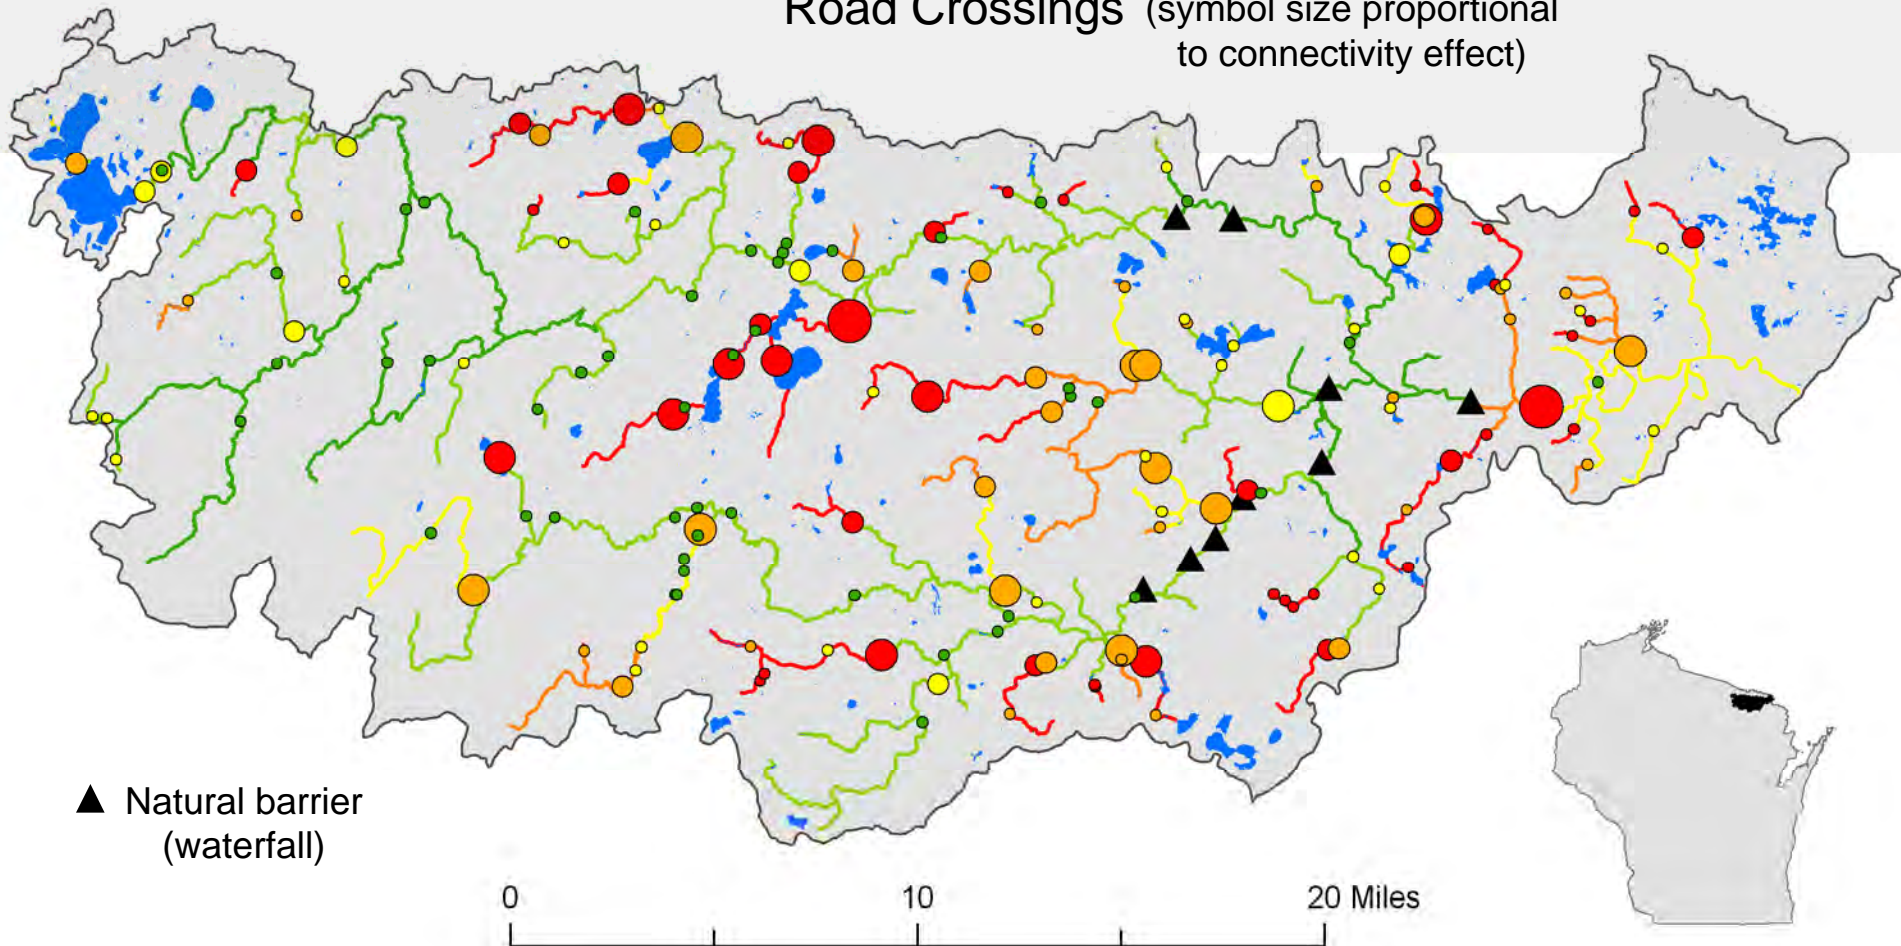 Road Crossings (symbol size proportional
to connectivity effect)
Natural barrier
(waterfall)
0 10 20 Miles